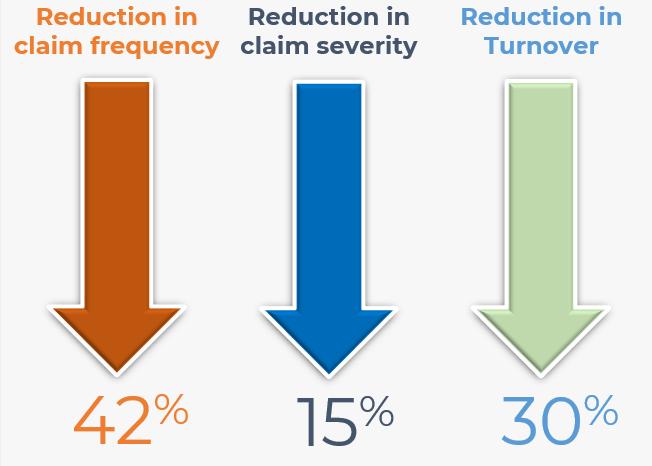 Reduction in
claim frequency
Reduction in
claim severity
Reduction in
Turnover
42%
15%
30%